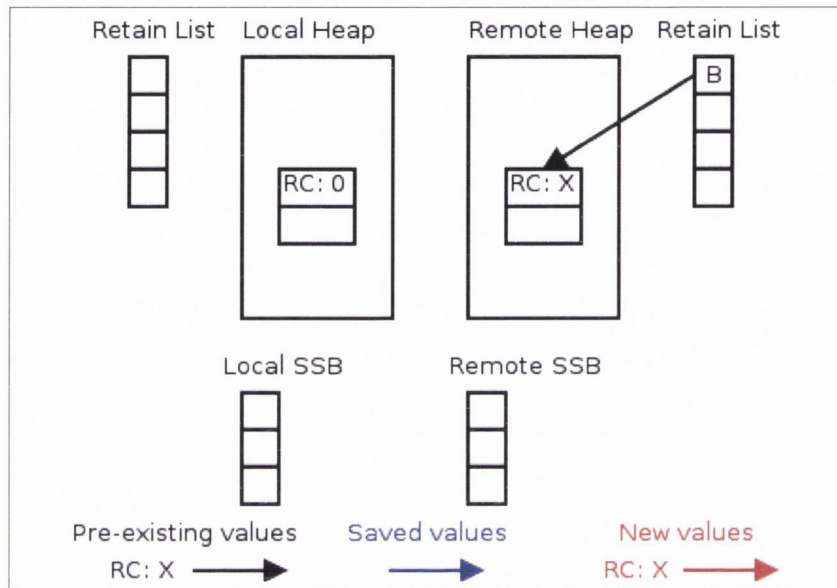 Retain List Local Heap Remote Heap Retain List
B
RC: 0 RC: X
Local SSB Remote SSB
Pre-existing values Saved values New values
RC: X RC: X